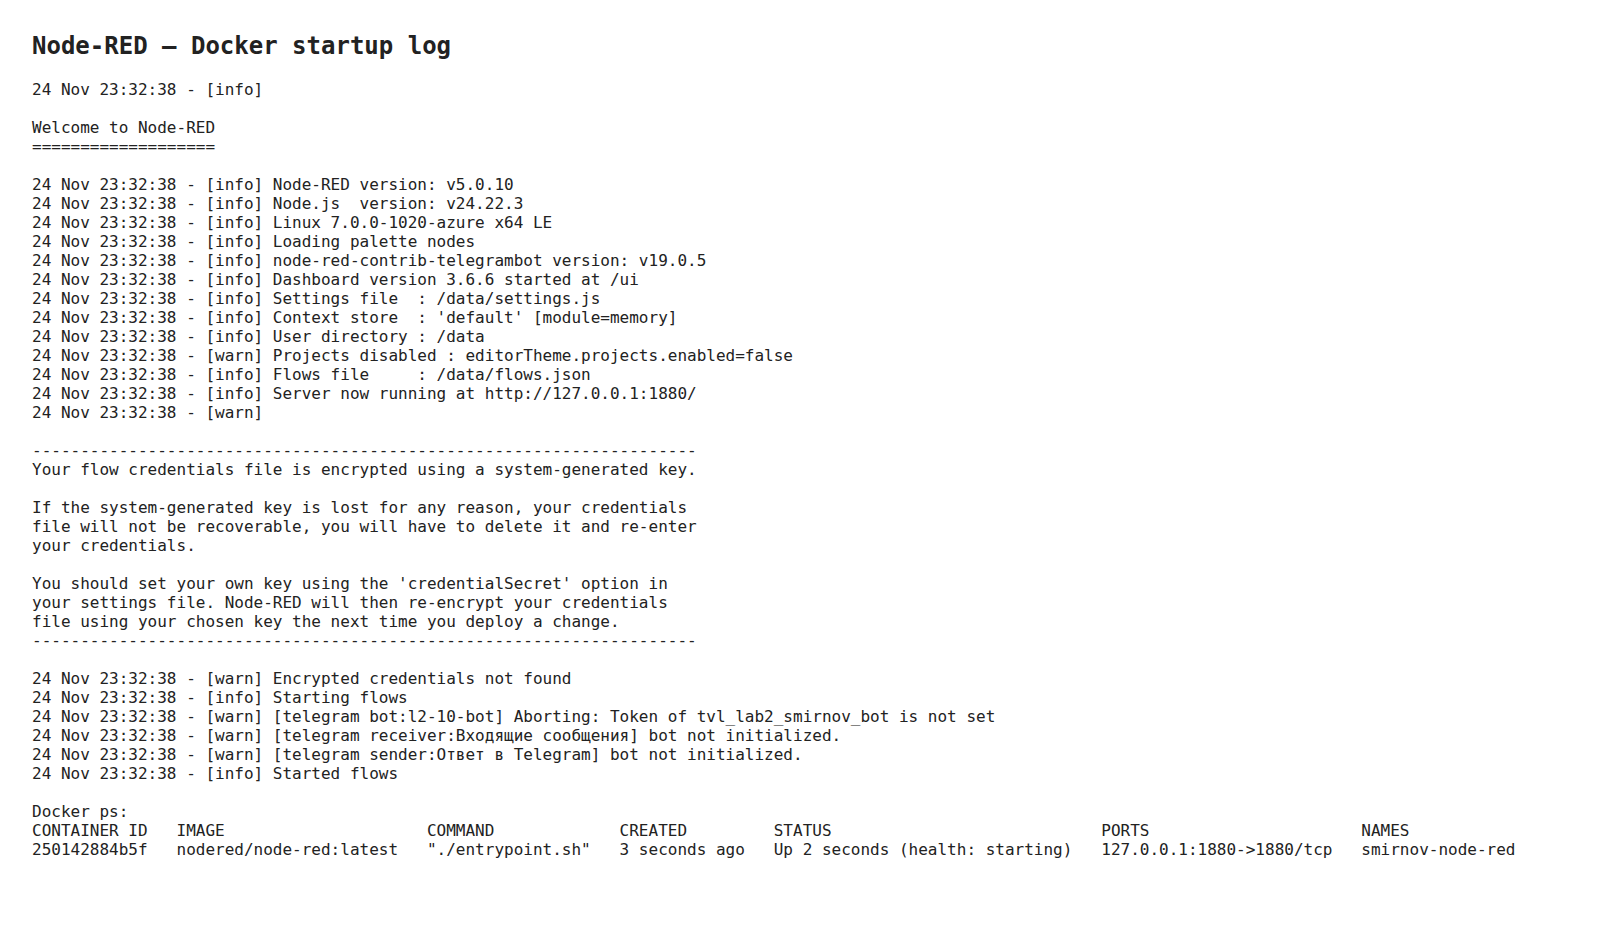 Node-RED — Docker startup log
24 Nov 23:32:38 - [info]
Welcome to Node-RED
===================
24 Nov 23:32:38 - [info] Node-RED version: v5.0.10
24 Nov 23:32:38 - [info] Node.js  version: v24.22.3
24 Nov 23:32:38 - [info] Linux 7.0.0-1020-azure x64 LE
24 Nov 23:32:38 - [info] Loading palette nodes
24 Nov 23:32:38 - [info] node-red-contrib-telegrambot version: v19.0.5
24 Nov 23:32:38 - [info] Dashboard version 3.6.6 started at /ui
24 Nov 23:32:38 - [info] Settings file  : /data/settings.js
24 Nov 23:32:38 - [info] Context store  : 'default' [module=memory]
24 Nov 23:32:38 - [info] User directory : /data
24 Nov 23:32:38 - [warn] Projects disabled : editorTheme.projects.enabled=false
24 Nov 23:32:38 - [info] Flows file     : /data/flows.json
24 Nov 23:32:38 - [info] Server now running at http://127.0.0.1:1880/
24 Nov 23:32:38 - [warn]
---------------------------------------------------------------------
Your flow credentials file is encrypted using a system-generated key.
If the system-generated key is lost for any reason, your credentials
file will not be recoverable, you will have to delete it and re-enter
your credentials.
You should set your own key using the 'credentialSecret' option in
your settings file. Node-RED will then re-encrypt your credentials
file using your chosen key the next time you deploy a change.
---------------------------------------------------------------------
24 Nov 23:32:38 - [warn] Encrypted credentials not found
24 Nov 23:32:38 - [info] Starting flows
24 Nov 23:32:38 - [warn] [telegram bot:l2-10-bot] Aborting: Token of tvl_lab2_smirnov_bot is not set
24 Nov 23:32:38 - [warn] [telegram receiver:Входящие сообщения] bot not initialized.
24 Nov 23:32:38 - [warn] [telegram sender:Ответ в Telegram] bot not initialized.
24 Nov 23:32:38 - [info] Started flows
Docker ps:
CONTAINER ID   IMAGE                     COMMAND             CREATED         STATUS                            PORTS                      NAMES
250142884b5f   nodered/node-red:latest   "./entrypoint.sh"   3 seconds ago   Up 2 seconds (health: starting)   127.0.0.1:1880->1880/tcp   smirnov-node-red